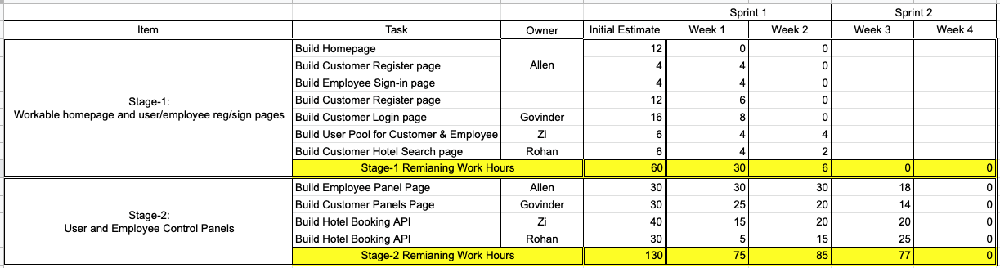 Sprint 1 Sprint 2
Item Task Owner Initial Estimate Week 1 Week 2 Week 3 Week 4
Build Homepage 12 0 0
Build Customer Register page Allen 4 4 0
Build Employee Sign-in page 4 4 0
Stage-1:
Build Customer Register page 12 6 0
Workable homepage and user/employee reg/sign pages
Build Customer Login page Govinder 16 8 0
Build User Pool for Customer & Employee Zi 6 4 4
Build Customer Hotel Search page Rohan 6 4 2
Stage-1 Remianing Work Hours 60 30 6 0 0
Build Employee Panel Page Allen 30 30 30 18 0
Build Customer Panels Page Govinder 30 25 20 14 0
Stage-2:
User and Employee Control Panels
Build Hotel Booking API Zi 40 15 20 20 0
Build Hotel Booking API Rohan 30 5 15 25 0
Stage-2 Remianing Work Hours 130 75 85 77 0